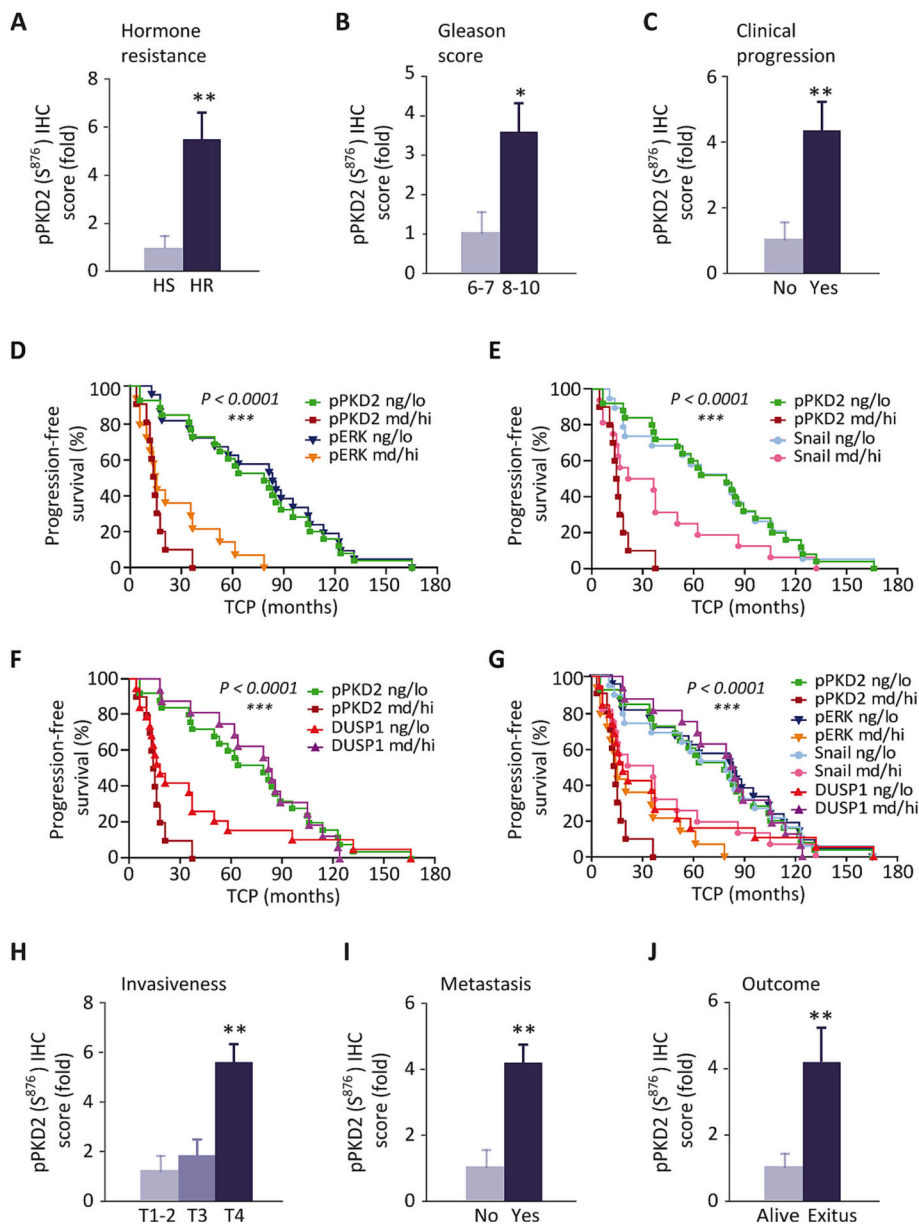 A
Hormone
resistance
pPKD2 (S876) IHC
score (fold)
8
6
4
2
0
**
HS HR
B
Gleason
score
pPKD2 (S876) IHC
score (fold)
5
4
3
2
1
0
*
6-7 8-10
C
Clinical
progression
pPKD2 (S876) IHC
score (fold)
6
4
2
0
**
No Yes
D
Progression-free
survival (%)
100
80
60
40
20
0
P < 0.0001
***
pPKD2 ng/lo
pPKD2 md/hi
pERK ng/lo
pERK md/hi
0 30 60 90 120 150 180
TCP (months)
E
Progression-free
survival (%)
100
80
60
40
20
0
P < 0.0001
***
pPKD2 ng/lo
pPKD2 md/hi
Snail ng/lo
Snail md/hi
0 30 60 90 120 150 180
TCP (months)
F
Progression-free
survival (%)
100
80
60
40
20
0
P < 0.0001
***
pPKD2 ng/lo
pPKD2 md/hi
DUSP1 ng/lo
DUSP1 md/hi
0 30 60 90 120 150 180
TCP (months)
G
Progression-free
survival (%)
100
80
60
40
20
0
P < 0.0001
***
pPKD2 ng/lo
pPKD2 md/hi
pERK ng/lo
pERK md/hi
Snail ng/lo
Snail md/hi
DUSP1 ng/lo
DUSP1 md/hi
0 30 60 90 120 150 180
TCP (months)
H
Invasiveness
pPKD2 (S876) IHC
score (fold)
8
6
4
2
0
**
T1-2 T3 T4
I
Metastasis
pPKD2 (S876) IHC
score (fold)
6
4
2
0
**
No Yes
J
Outcome
pPKD2 (S876) IHC
score (fold)
6
4
2
0
**
Alive Exitus